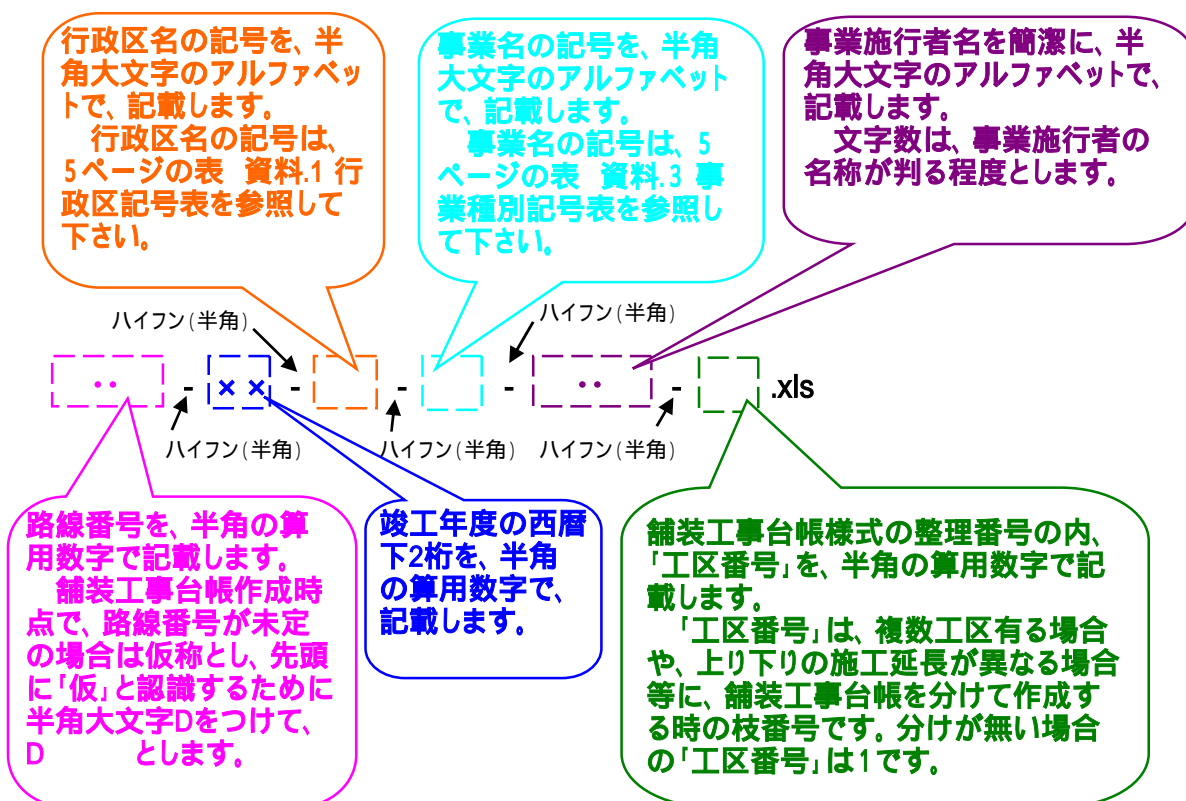 行政区名の記号を、半
角大文字のアルファベッ
トで、記載します。
　行政区名の記号は、
5ページの表　資料.1 行
政区記号表を参照して
下さい。
事業名の記号を、半角
大文字のアルファベット
で、記載します。
　事業名の記号は、5
ページの表　資料.3 事
業種別記号表を参照し
て下さい。
事業施行者名を簡潔に、半
角大文字のアルファベットで、
記載します。
　文字数は、事業施行者の
名称が判る程度とします。
ハイフン(半角)
ハイフン(半角)
‥ - ×× - - - ‥ - .xls
ハイフン(半角)
ハイフン(半角)
ハイフン(半角)
路線番号を、半角の算
用数字で記載します。
　舗装工事台帳作成時
点で、路線番号が未定
の場合は仮称とし、先頭
に「仮」と認識するために
半角大文字Dをつけて、
D　　　とします。
竣工年度の西暦
下2桁を、半角
の算用数字で、
記載します。
舗装工事台帳様式の整理番号の内、
「工区番号」を、半角の算用数字で記
載します。
　「工区番号」は、複数工区有る場合
や、上り下りの施工延長が異なる場合
等に、舗装工事台帳を分けて作成す
る時の枝番号です。分けが無い場合
の「工区番号」は1です。